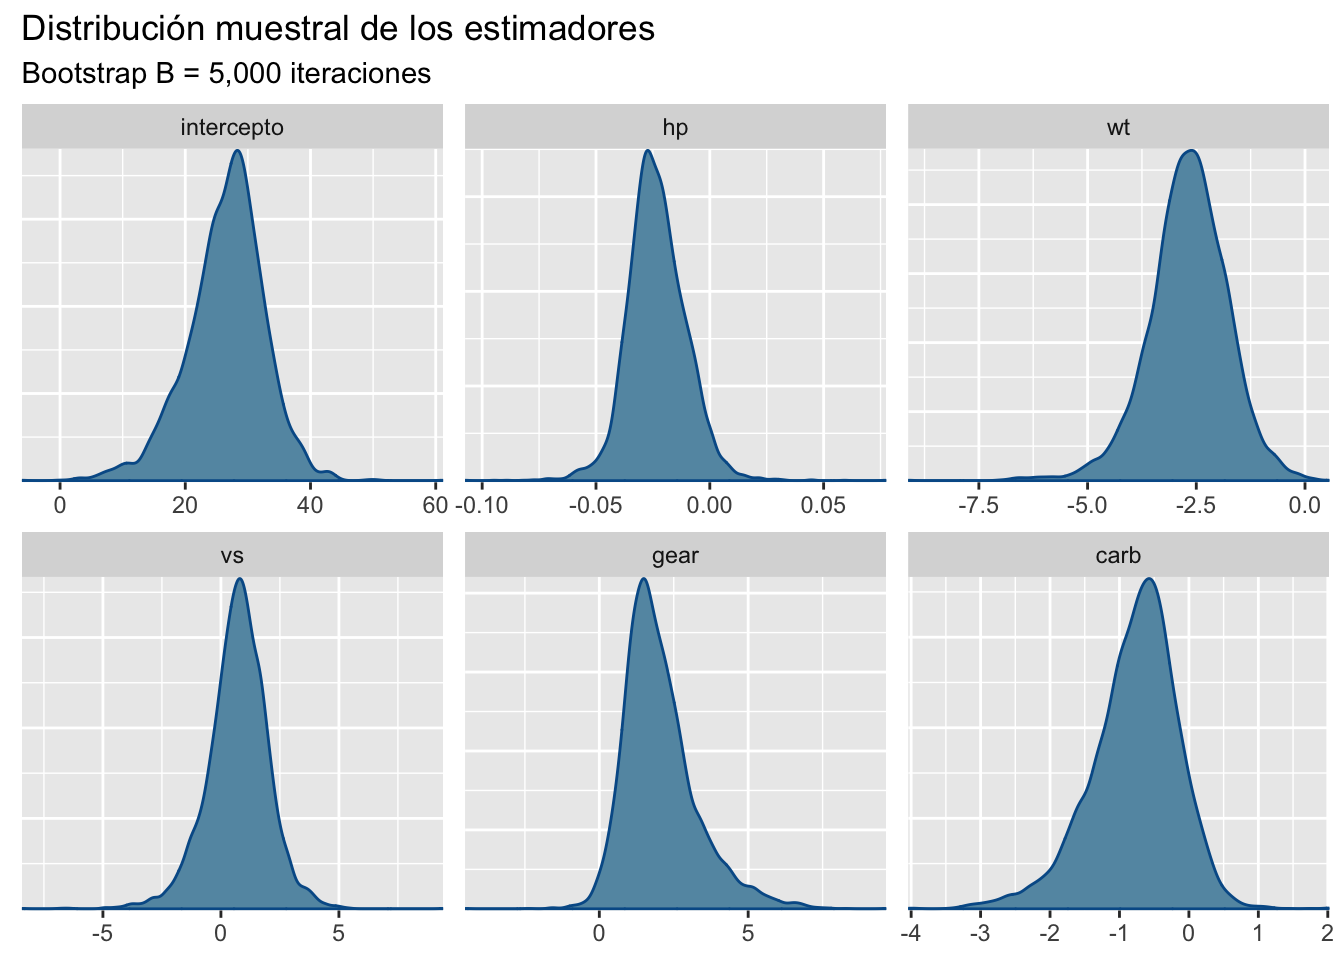 Distribución muestral de los estimadores
Bootstrap B = 5,000 iteraciones
intercepto hp wt
0 20 40 60 -0.10 -0.05 0.00 0.05 -7.5 -5.0 -2.5 0.0
vs gear carb
-5 0 5 0 5 -4 -3 -2 -1 0 1 2